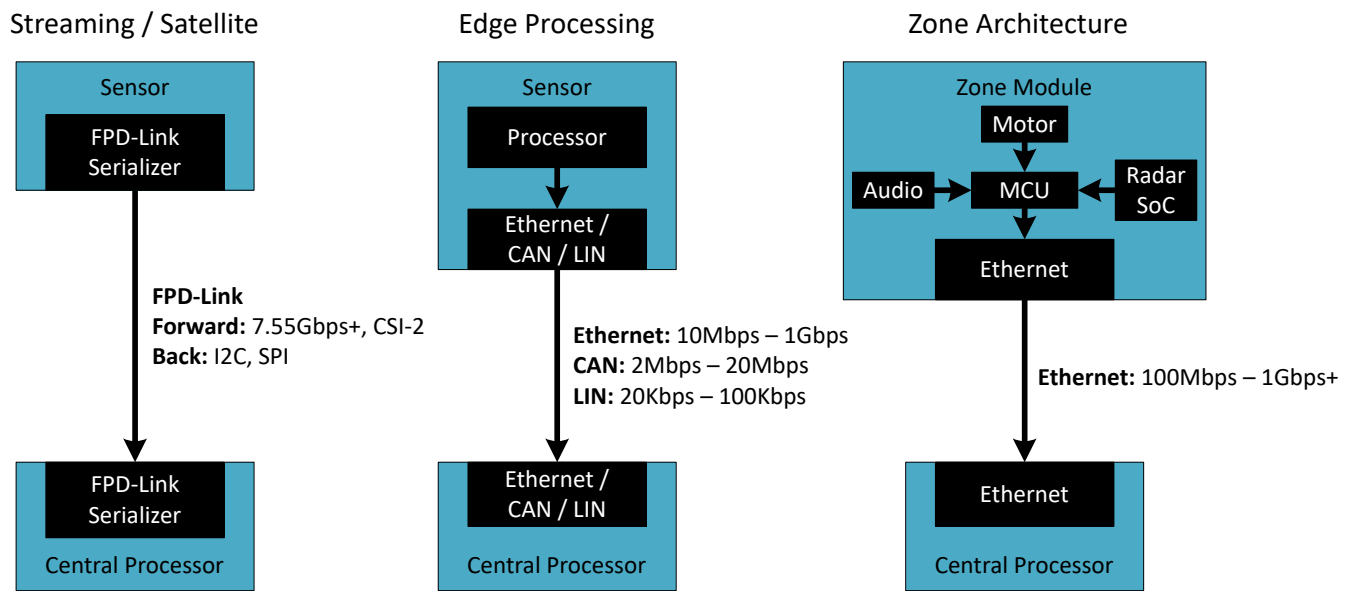 Streaming / Satellite
Sensor
FPD-Link
Serializer
FPD-Link
Forward: 7.55Gbps+, CSI-2
Back: I2C, SPI
FPD-Link
Serializer
Central Processor
Edge Processing
Sensor
Processor
Ethernet /
CAN / LIN
Ethernet: 10Mbps – 1Gbps
CAN: 2Mbps – 20Mbps
LIN: 20Kbps – 100Kbps
Ethernet /
CAN / LIN
Central Processor
Zone Architecture
Zone Module
Motor
Audio
MCU
Radar
SoC
Ethernet
Ethernet: 100Mbps – 1Gbps+
Ethernet
Central Processor